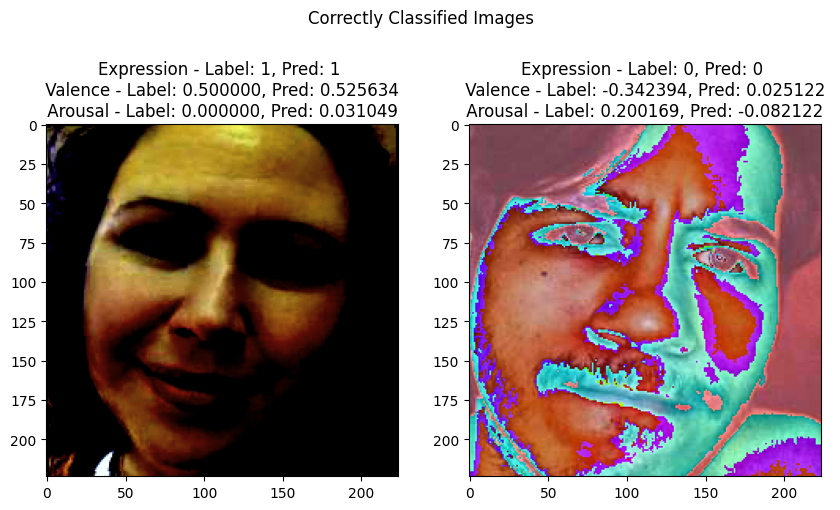 Correctly Classified Images
Expression - Label: 1, Pred: 1
Valence - Label: 0.500000, Pred: 0.525634
Arousal - Label: 0.000000, Pred: 0.031049
0
25
50
75
100
125
150
175
200
0 50 100 150 200
Expression - Label: 0, Pred: 0
Valence - Label: -0.342394, Pred: 0.025122
Arousal - Label: 0.200169, Pred: -0.082122
0
25
50
75
100
125
150
175
200
0 50 100 150 200